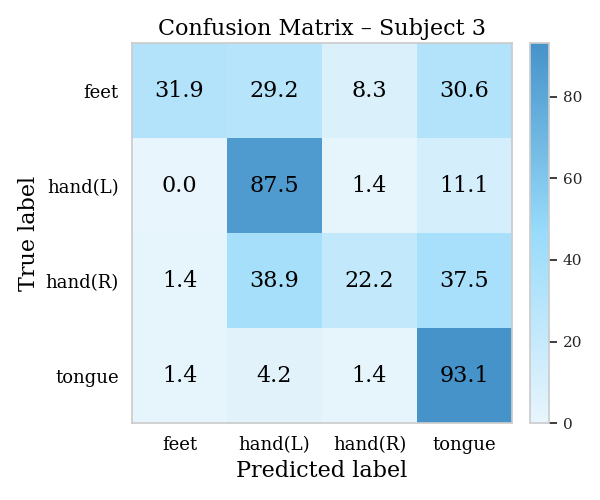 Confusion Matrix – Subject 3
feet 31.9 29.2 8.3 30.6
hand(L) 0.0 87.5 1.4 11.1
hand(R) 1.4 38.9 22.2 37.5
tongue 1.4 4.2 1.4 93.1
feet hand(L) hand(R) tongue
Predicted label
True label
80
60
40
20
0